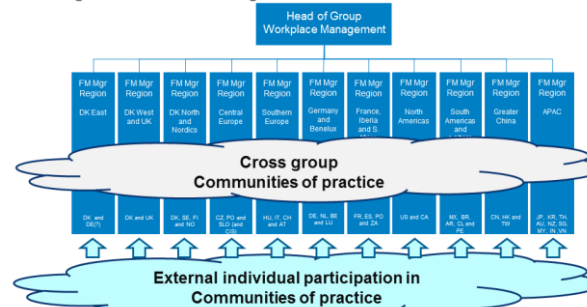 Head of Group
Workplace Management
FM Mgr
Region
DK East
FM Mgr
Region
DK West
and UK
FM Mgr
Region
DK North
and
Nordics
FM Mgr
Region
Central
Europe
FM Mgr
Region
Southern
Europe
FM Mgr
Region
Germany
and
Benelux
FM Mgr
Region
France,
Iberia and
S.
FM Mgr
Region
North
Americas
FM Mgr
Region
South
Americas
and
FM Mgr
Region
Greater
China
FM Mgr
Region
APAC
Cross group
Communities of practice
DK and
DE(?)
DK and UK
DK, SE, FI
and NO
CZ, PO and
SLO (and
CIS)
HU, IT, CH
and AT
DE, NL, BE
and LU
FR, ES, PO
and ZA
US and CA
MX, BR,
AR, CL and
PE
CN, HK and
TW
JP, KR, TH,
AU, NZ, SG,
MY, IN, VN
External individual participation in
Communities of practice